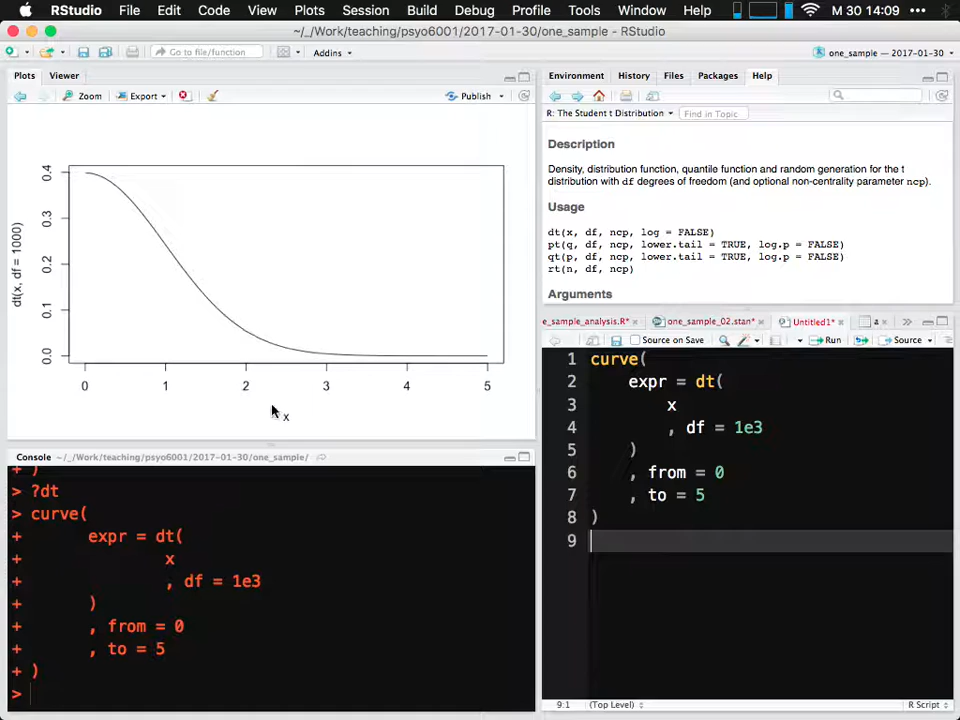 RStudio File Edit Code View Plots Session Build Debug Profile Tools Window Help M 30 14:09
~/_/Work/teaching/psyo6001/2017-01-30/one_sample - RStudio
Go to file/function Addins one_sample — 2017-01-30
Plots Viewer
Zoom Export Publish
0.4
0.3
0.2
0.1
0.0
dt(x, df = 1000)
0 1 2 3 4 5
x
Environment History Files Packages Help
R: The Student t Distribution Find in Topic
Description
Density, distribution function, quantile function and random generation for the t
distribution with df degrees of freedom (and optional non-centrality parameter ncp).
Usage
dt(x, df, ncp, log = FALSE)
pt(q, df, ncp, lower.tail = TRUE, log.p = FALSE)
qt(p, df, ncp, lower.tail = TRUE, log.p = FALSE)
rt(n, df, ncp)
Arguments
Console ~/_/Work/teaching/psyo6001/2017-01-30/one_sample/
+ )
> ?dt
> curve(
+ expr = dt(
+ x
+ , df = 1e3
+ )
+ , from = 0
+ , to = 5
+ )
>
e_sample_analysis.R* one_sample_02.stan* Untitled1* a
Source on Save Run Source
1 curve(
2 expr = dt(
3 x
4 , df = 1e3
5 )
6 , from = 0
7 , to = 5
8 )
9
9:1 (Top Level) R Script